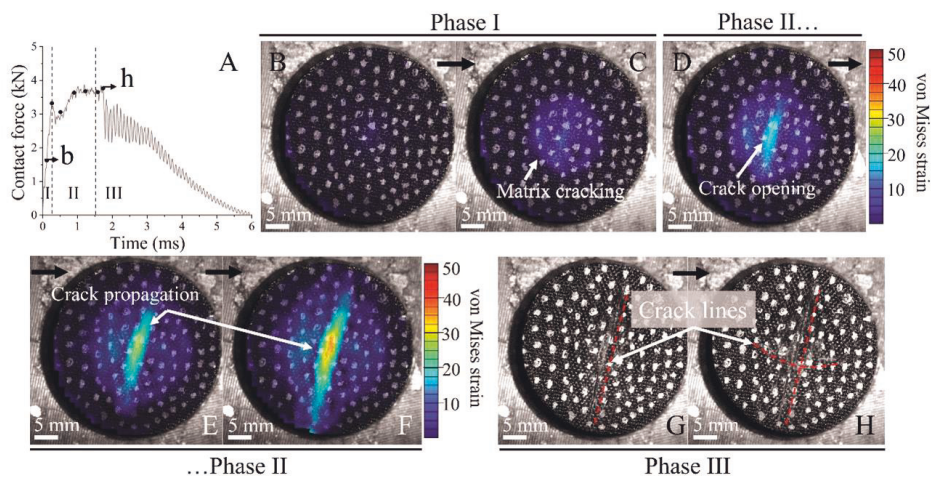 Phase I
Phase II...
A
B
C
D
Contact force (kN)
5
4
3
2
1
0
h
b
I
II
III
0
1
2
3
4
5
6
Time (ms)
Matrix cracking
Crack opening
5 mm
5 mm
5 mm
50
40
30
20
10
von Mises strain
Crack propagation
E
F
5 mm
5 mm
50
40
30
20
10
von Mises strain
Crack lines
G
H
5 mm
5 mm
...Phase II
Phase III